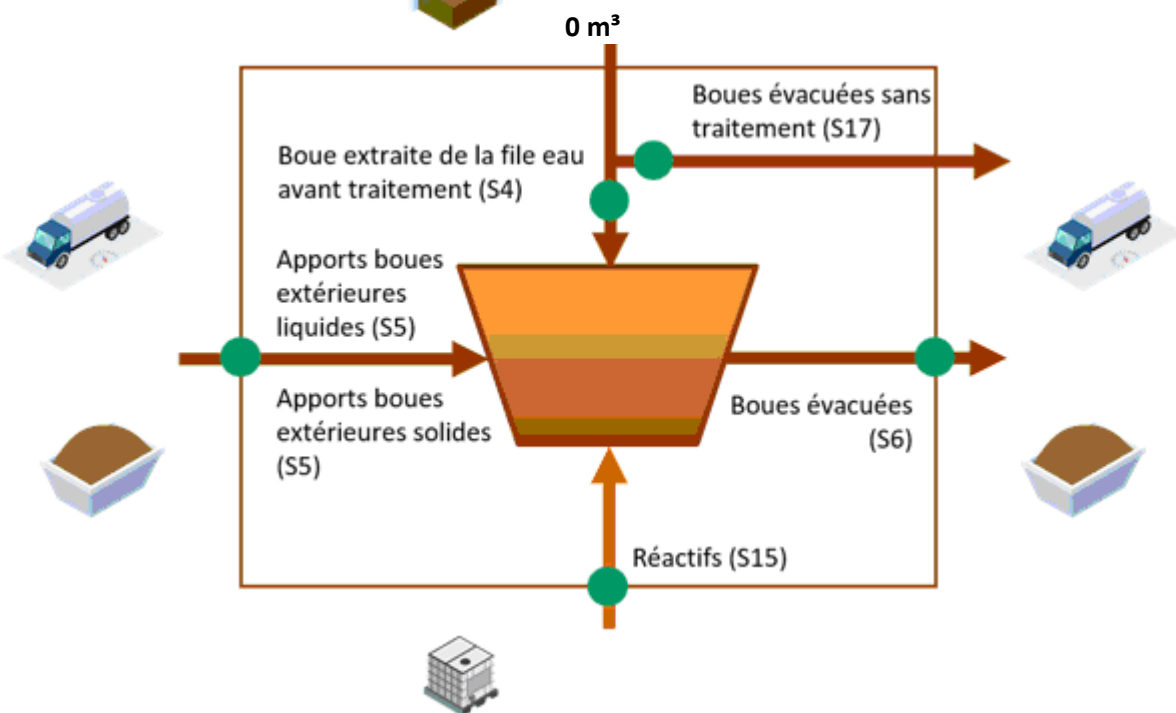 0 m³
Boues évacuées sans
traitement (S17)
Boue extraite de la file eau
avant traitement (S4)
Apports boues
extérieures
liquides (S5)
Apports boues
extérieures solides
(S5)
Boues évacuées
(S6)
Réactifs (S15)